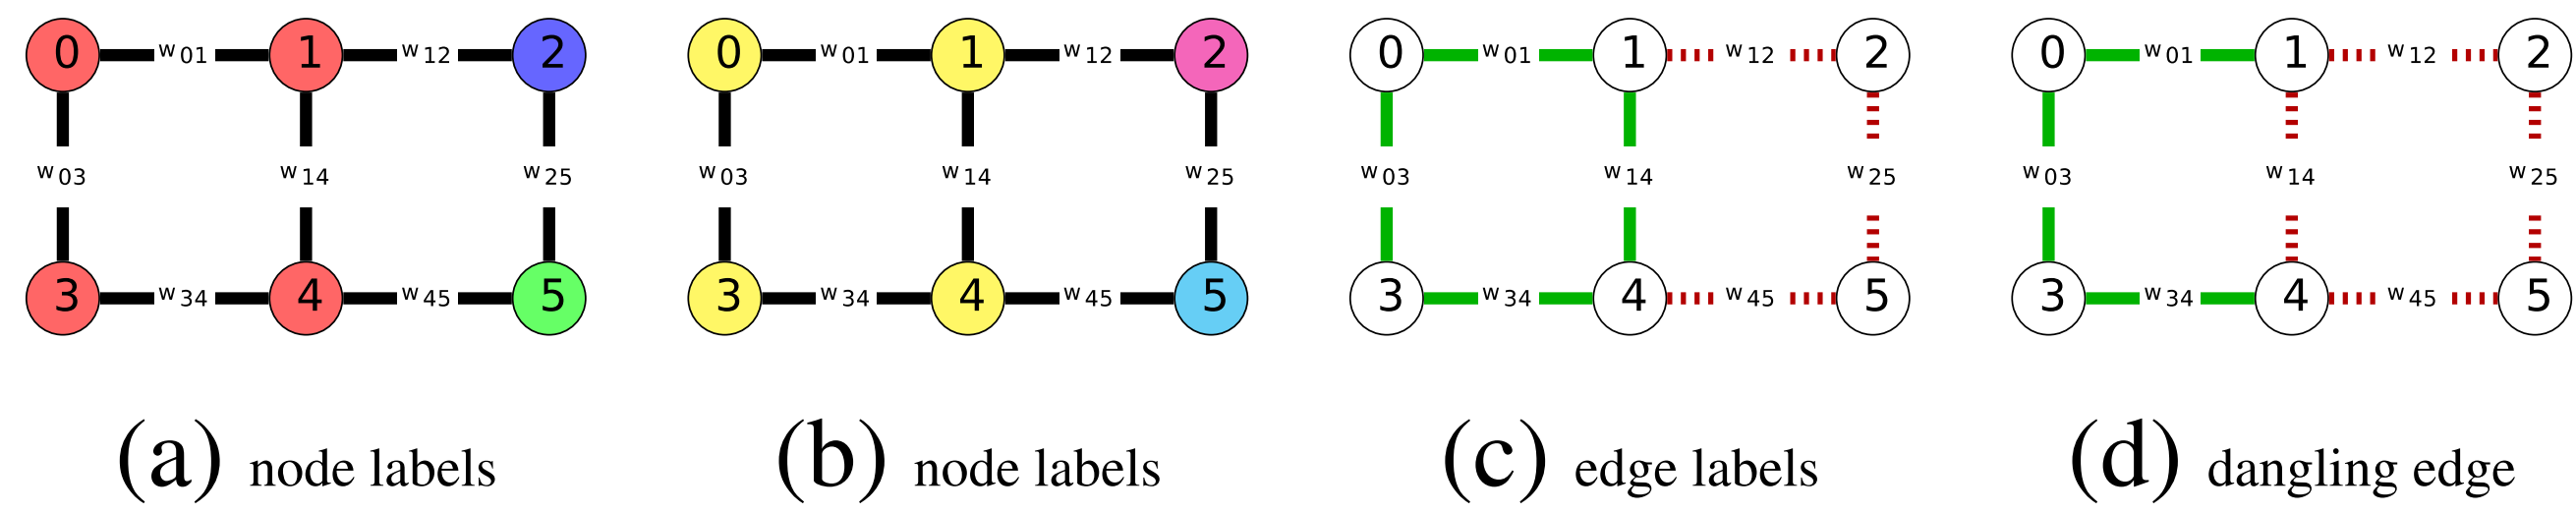 0 w01 1 w12 2
w03 w14 w25
3 w34 4 w45 5
(a) node labels
0 w01 1 w12 2
w03 w14 w25
3 w34 4 w45 5
(b) node labels
0 w01 1 w12 2
w03 w14 w25
3 w34 4 w45 5
(c) edge labels
0 w01 1 w12 2
w03 w14 w25
3 w34 4 w45 5
(d) dangling edge